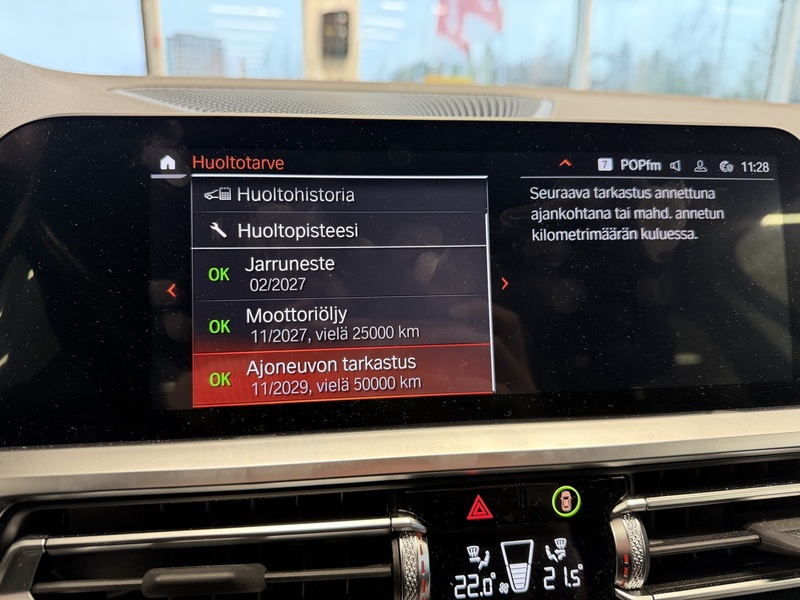 Huoltotarve
7 POPfm 11:28
Huoltohistoria
Huoltopisteesi
OK Jarruneste
02/2027
OK Moottoriöljy
11/2027, vielä 25000 km
OK Ajoneuvon tarkastus
11/2029, vielä 50000 km
Seuraava tarkastus annettuna
ajankohtana tai mahd. annetun
kilometrimäärän kuluessa.
22.0° 21.5°